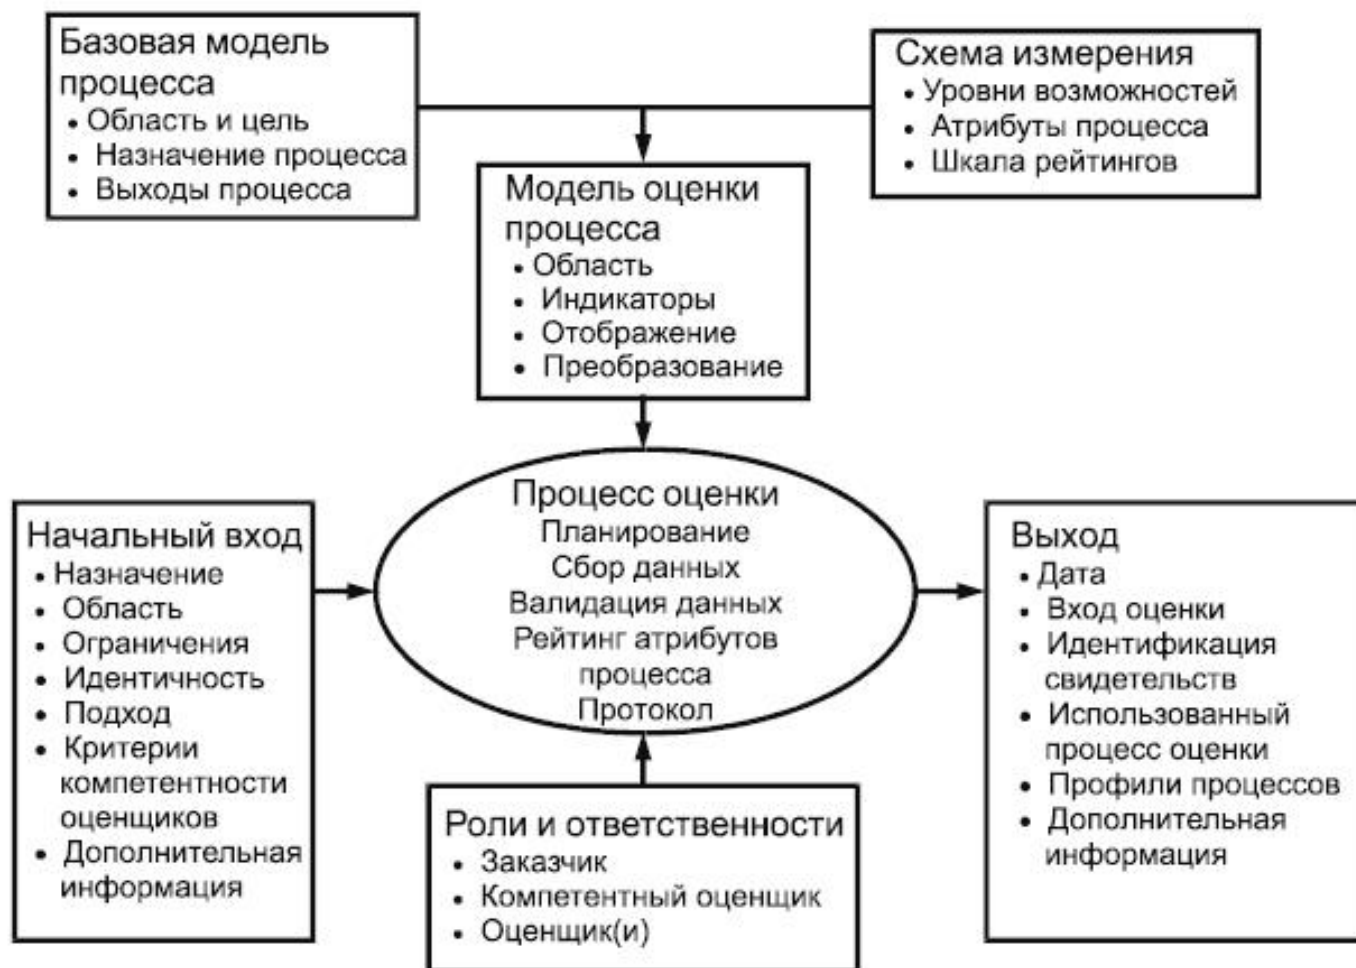 Базовая модель
процесса
• Область и цель
• Назначение процесса
• Выходы процесса
Схема измерения
• Уровни возможностей
• Атрибуты процесса
• Шкала рейтингов
Модель оценки
процесса
• Область
• Индикаторы
• Отображение
• Преобразование
Начальный вход
• Назначение
• Область
• Ограничения
• Идентичность
• Подход
• Критерии
компетентности
оценщиков
• Дополнительная
информация
Процесс оценки
Планирование
Сбор данных
Валидация данных
Рейтинг атрибутов
процесса
Протокол
Выход
• Дата
• Вход оценки
• Идентификация
свидетельств
• Использованный
процесс оценки
• Профили процессов
• Дополнительная
информация
Роли и ответственности
• Заказчик
• Компетентный оценщик
• Оценщик(и)